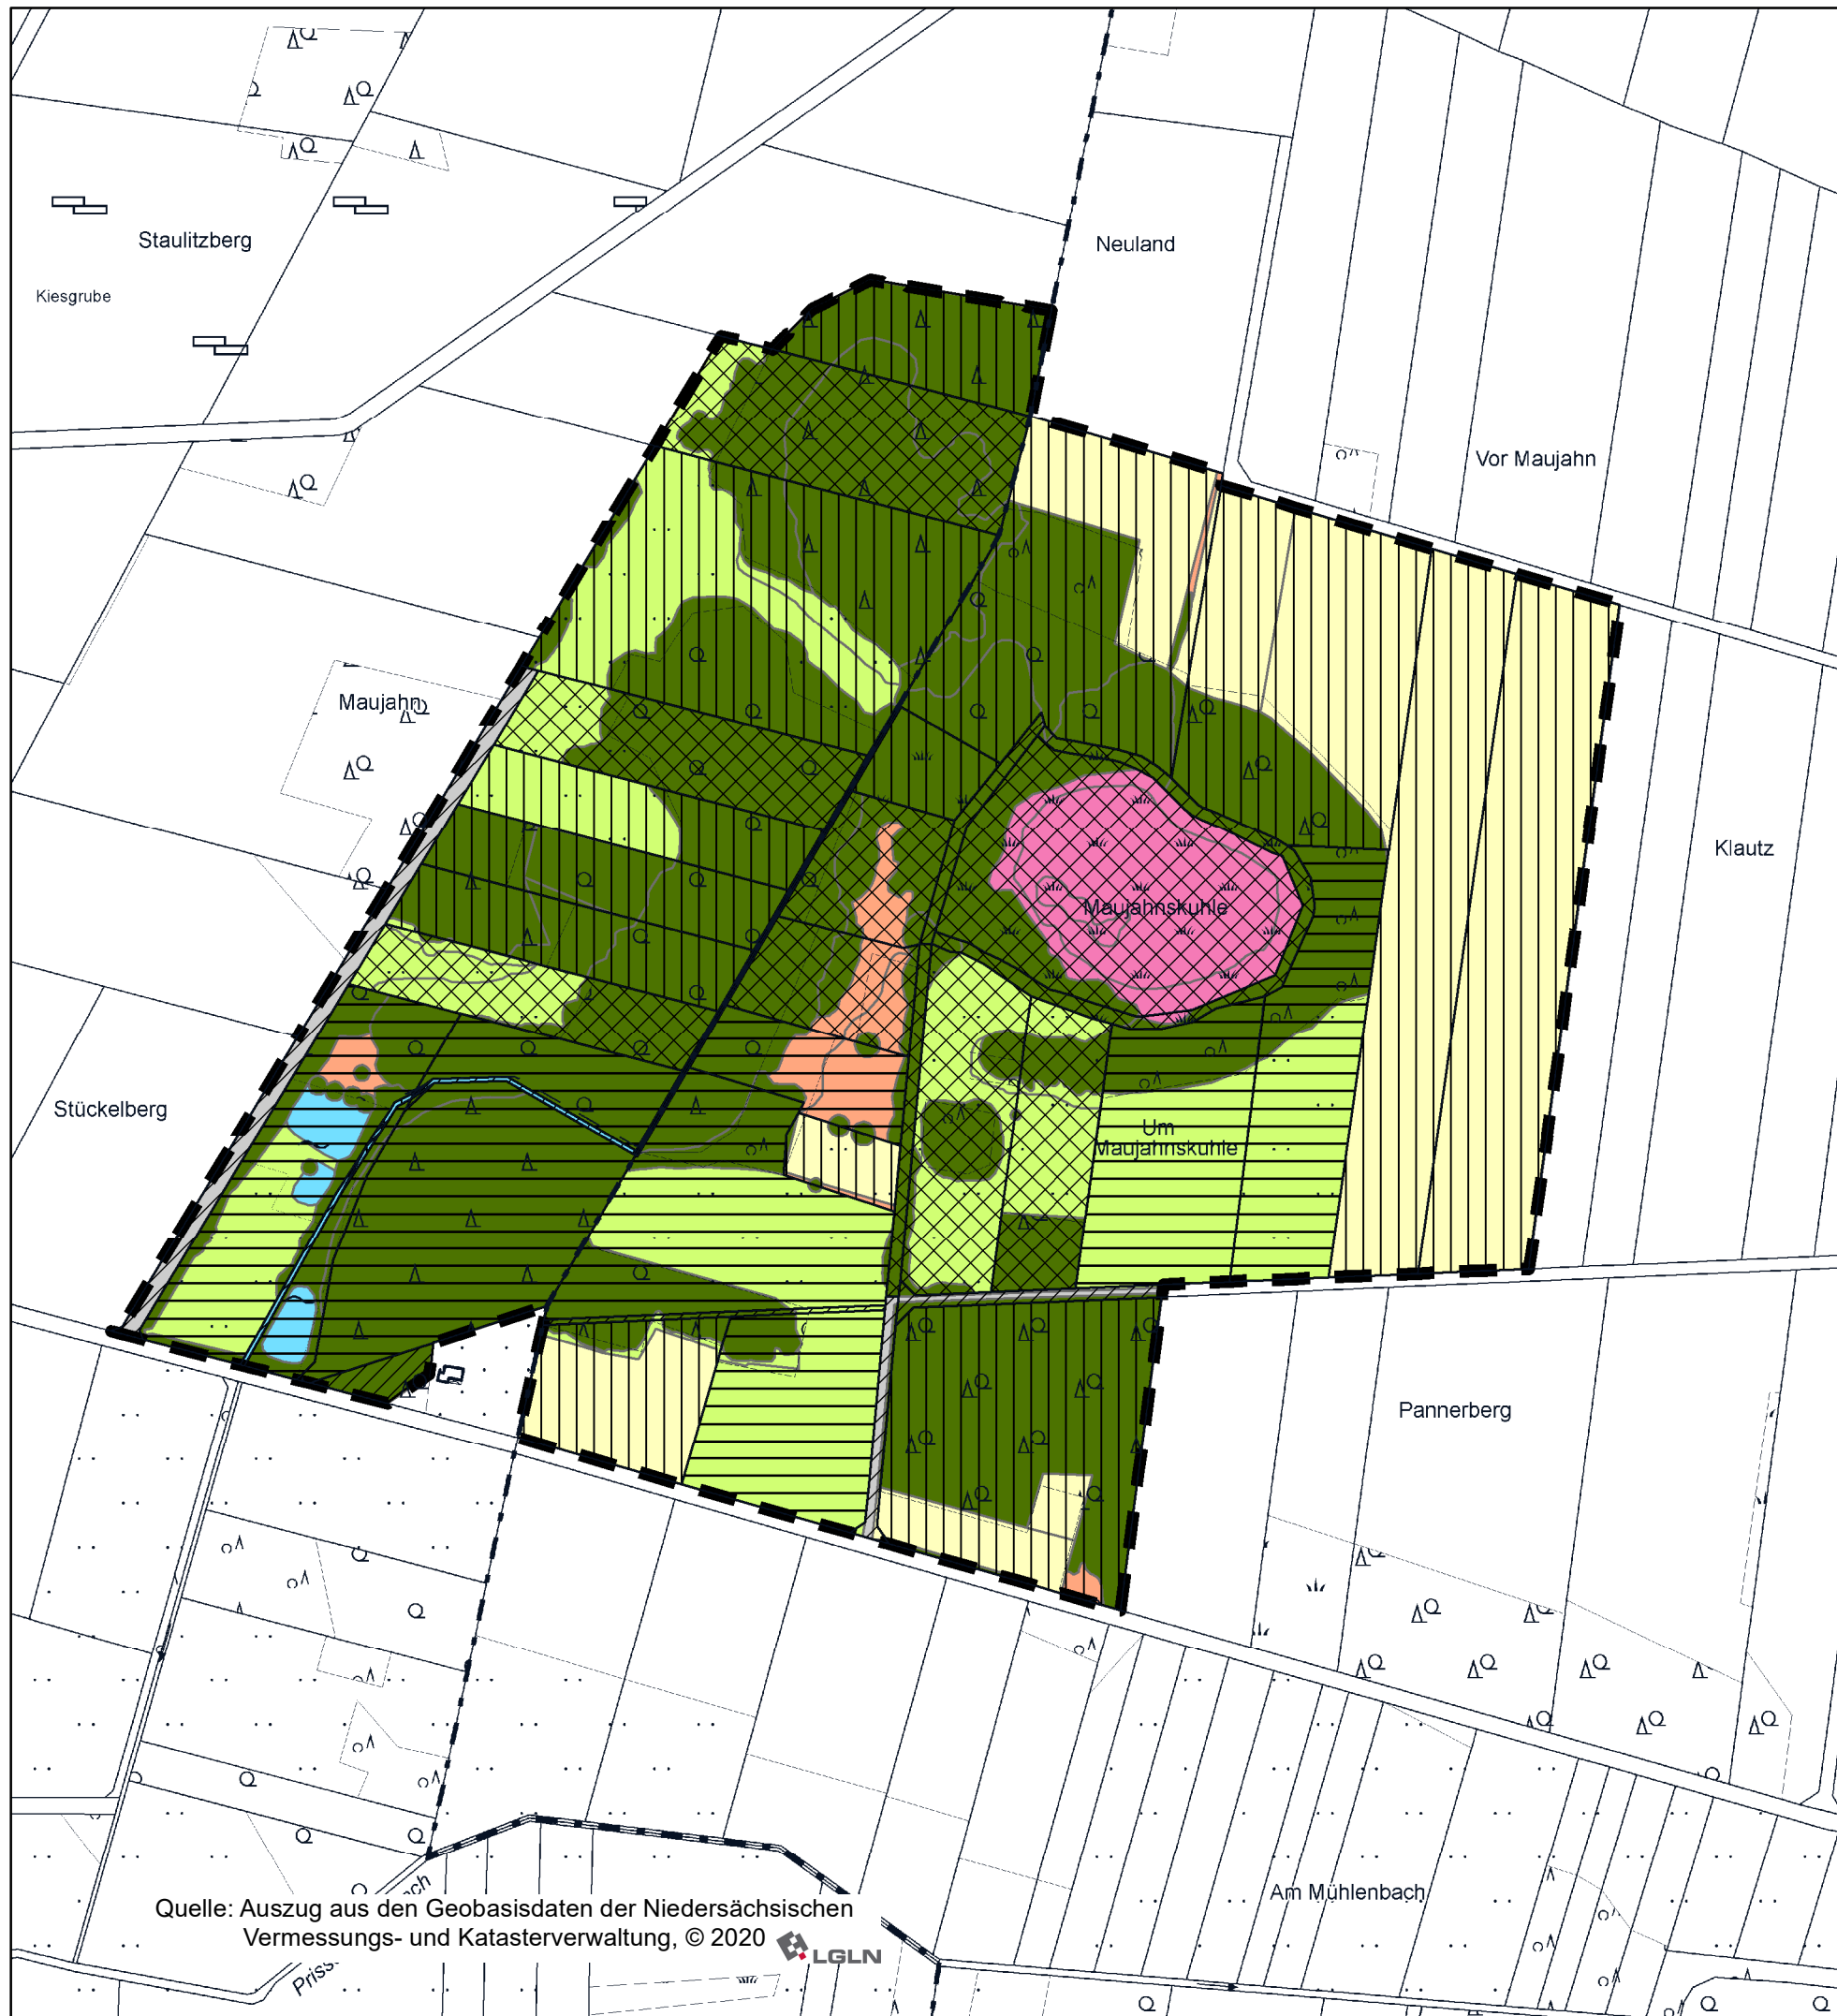 Staulitzberg
Neuland
Kiesgrube
Vor Maujahn
Maujahn
Klautz
Maujahnskuhle
Stückelberg
Um
Maujahnskuhle
Pannerberg
Am Mühlenbach
Quelle: Auszug aus den Geobasisdaten der Niedersächsischen
Vermessungs- und Katasterverwaltung, © 2020
LGLN